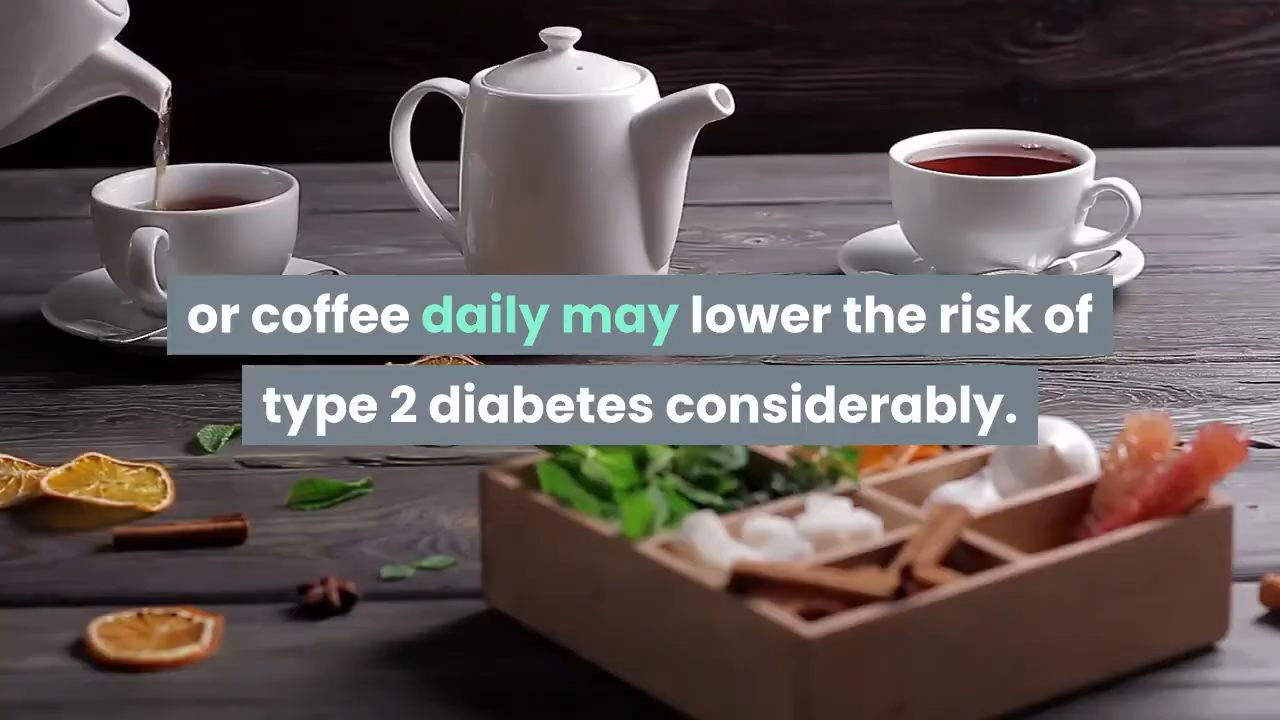 or coffee daily may lower the risk of
type 2 diabetes considerably.